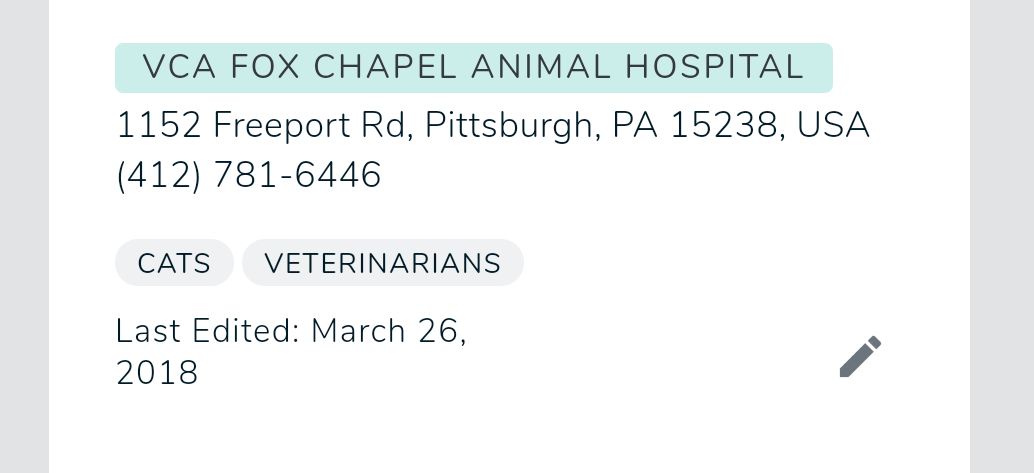 VCA FOX CHAPEL ANIMAL HOSPITAL
1152 Freeport Rd, Pittsburgh, PA 15238, USA
(412) 781-6446
CATS VETERINARIANS
Last Edited: March 26,
2018